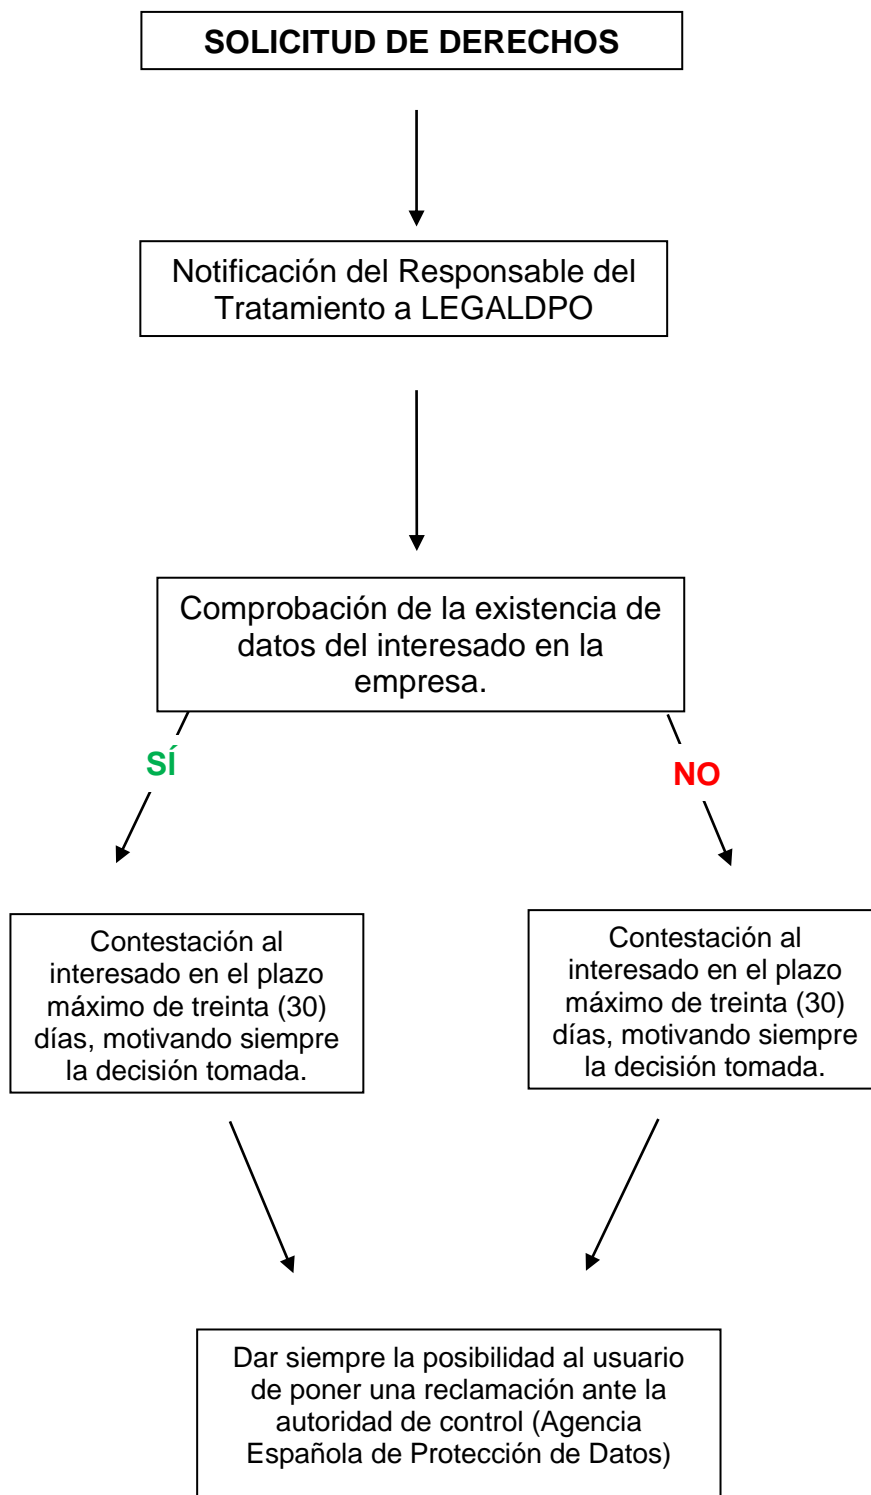 SOLICITUD DE DERECHOS
Notificación del Responsable del
Tratamiento a LEGALDPO
Comprobación de la existencia de
datos del interesado en la
empresa.
SÍ
NO
Contestación al
interesado en el plazo
máximo de treinta (30)
días, motivando siempre
la decisión tomada.
Contestación al
interesado en el plazo
máximo de treinta (30)
días, motivando siempre
la decisión tomada.
Dar siempre la posibilidad al usuario
de poner una reclamación ante la
autoridad de control (Agencia
Española de Protección de Datos)